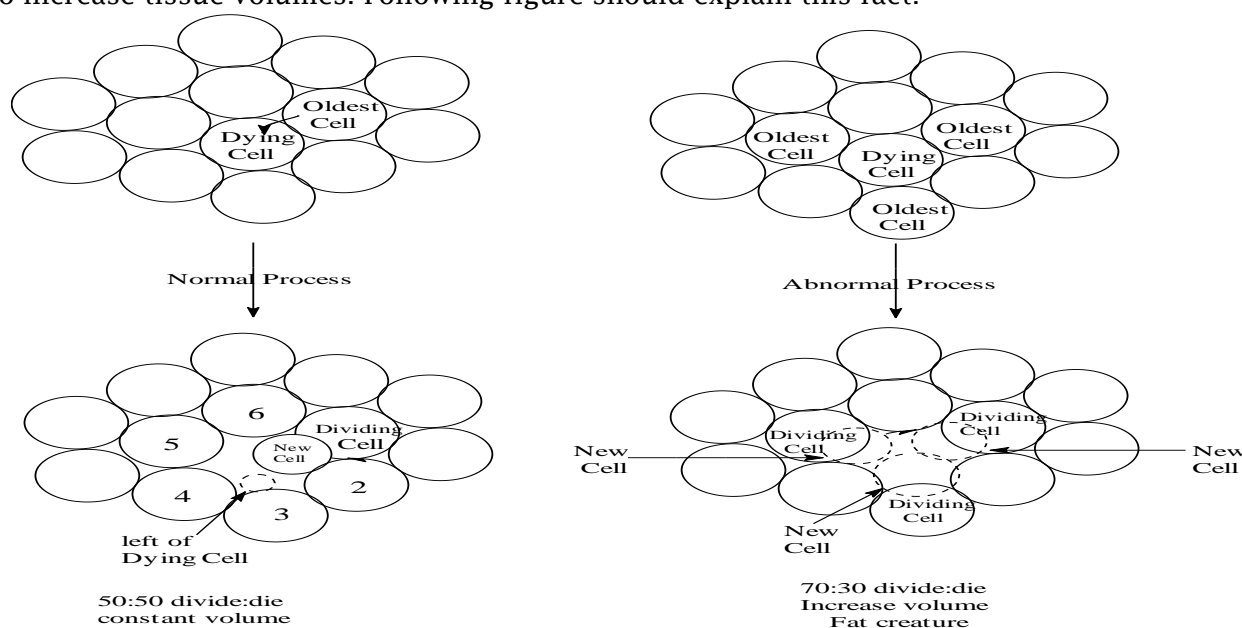 o increase tissue volumes. Following figure should explain this fact.
Oldest
Cell
Dying
Cell
Normal Process
6
5
Dividing
Cell
New
Cell
4
2
3
left of
Dying Cell
50:50 divide:die
constant volume
Oldest
Cell
Oldest
Cell
Dying
Cell
Oldest
Cell
Abnormal Process
Dividing
Cell
Dividing
Cell
New
Cell
New
Cell
Dividing
Cell
New
Cell
70:30 divide:die
Increase volume
Fat creature